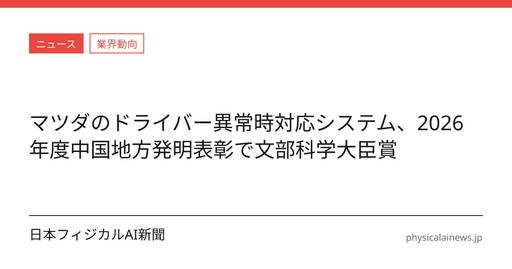 ニュース 業界動向
マツダのドライバー異常時対応システム、2026
年度中国地方発明表彰で文部科学大臣賞
日本フィジカルAI新聞
physicalainews.jp